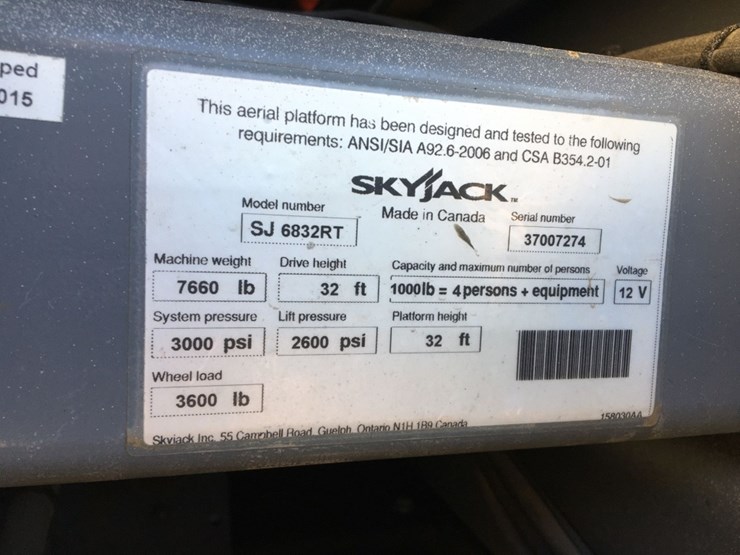 ped
015
This aerial platform has been designed and tested to the following
requirements: ANSI/SIA A92.6-2006 and CSA B354.2-01
SKYJACK TM
Made in Canada
Model number
SJ 6832RT
Serial number
37007274
Machine weight
7660 lb
Drive height
32 ft
Capacity and maximum number of persons
1000lb = 4 persons + equipment
Voltage
12 V
System pressure
3000 psi
Lift pressure
2600 psi
Platform height
32 ft
Wheel load
3600 lb
158030AA
Skyjack Inc. 55 Campbell Road, Guelph, Ontario N1H 1B9 Canada